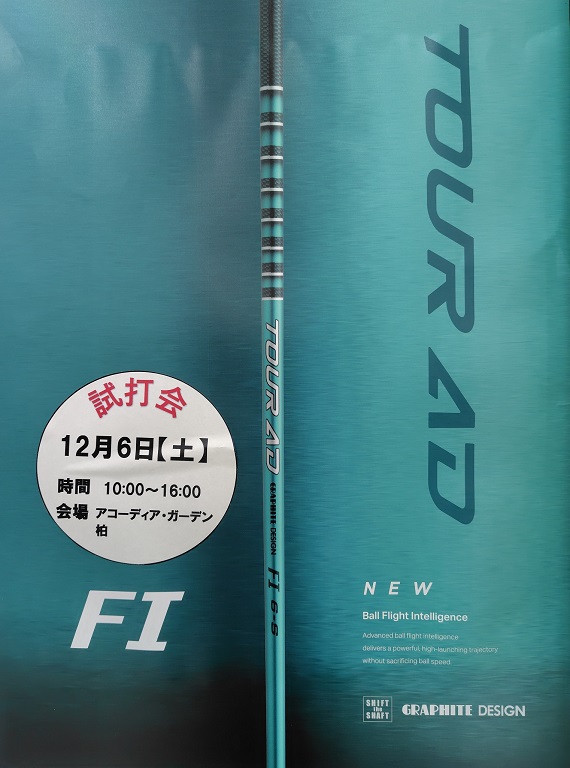 TOUR AD
TOUR AD
GRAPHITE DESIGN
FI 6-S
試打会
12月6日【土】
時間 10:00～16:00
会場 アコーディア・ガーデン
柏
FI
NEW
Ball Flight Intelligence
Advanced ball flight intelligence
delivers a powerful, high-launching trajectory
without sacrificing ball speed.
SHIFT
the
SHAFT
GRAPHITE DESIGN